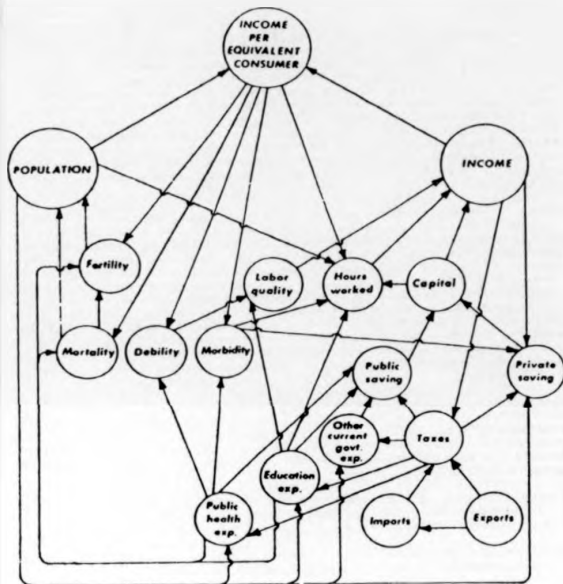 INCOME
PER
EQUIVALENT
CONSUMER
POPULATION
INCOME
Fertility
Labor
quality
Hours
worked
Capital
Mortality
Debility
Morbidity
Public
saving
Private
saving
Other
current
govt.
exp.
Taxes
Education
exp.
Public
health
exp.
Imports
Exports